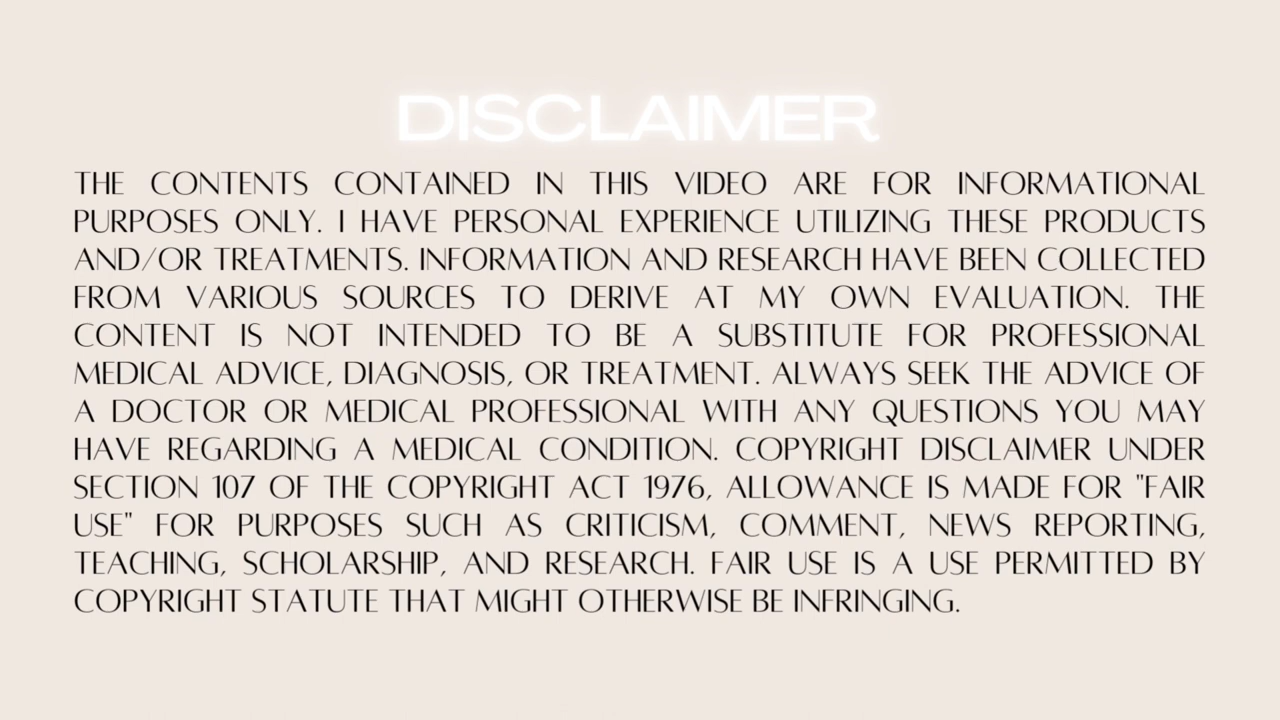 DISCLAIMER
THE CONTENTS CONTAINED IN THIS VIDEO ARE FOR INFORMATIONAL
PURPOSES ONLY. I HAVE PERSONAL EXPERIENCE UTILIZING THESE PRODUCTS
AND/OR TREATMENTS. INFORMATION AND RESEARCH HAVE BEEN COLLECTED
FROM VARIOUS SOURCES TO DERIVE AT MY OWN EVALUATION. THE
CONTENT IS NOT INTENDED TO BE A SUBSTITUTE FOR PROFESSIONAL
MEDICAL ADVICE, DIAGNOSIS, OR TREATMENT. ALWAYS SEEK THE ADVICE OF
A DOCTOR OR MEDICAL PROFESSIONAL WITH ANY QUESTIONS YOU MAY
HAVE REGARDING A MEDICAL CONDITION. COPYRIGHT DISCLAIMER UNDER
SECTION 107 OF THE COPYRIGHT ACT 1976, ALLOWANCE IS MADE FOR "FAIR
USE" FOR PURPOSES SUCH AS CRITICISM, COMMENT, NEWS REPORTING,
TEACHING, SCHOLARSHIP, AND RESEARCH. FAIR USE IS A USE PERMITTED BY
COPYRIGHT STATUTE THAT MIGHT OTHERWISE BE INFRINGING.